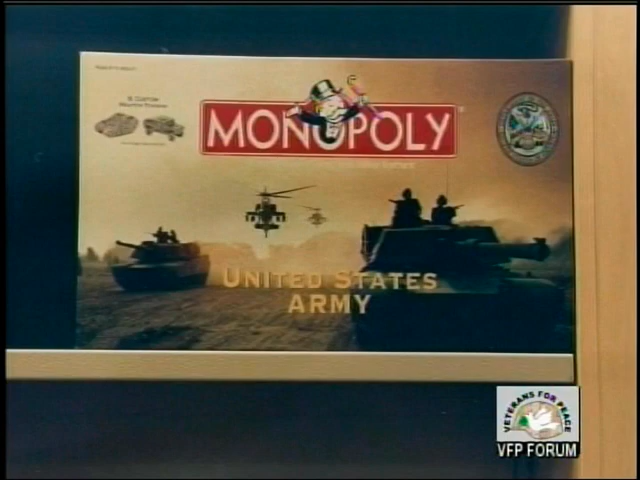 MONOPOLY
UNITED STATES
ARMY
VETERANS FOR PEACE
VFP FORUM